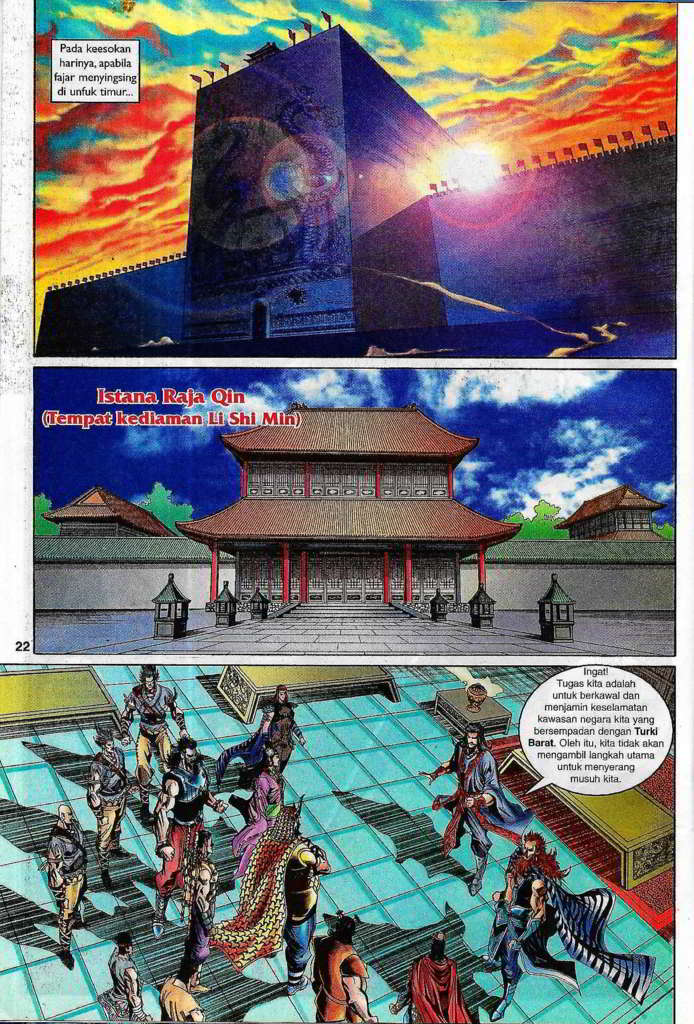 Pada keesokan
harinya, apabila
fajar menyingsing
di unfuk timur...
Istana Raja Qin
(Tempat kediaman Li Shi Min)
22
Ingat!
Tugas kita adalah
untuk berkawal dan
menjamin keselamatan
kawasan negara kita yang
bersempadan dengan Turki
Barat. Oleh itu, kita tidak akan
mengambil langkah utama
untuk menyerang
musuh kita.